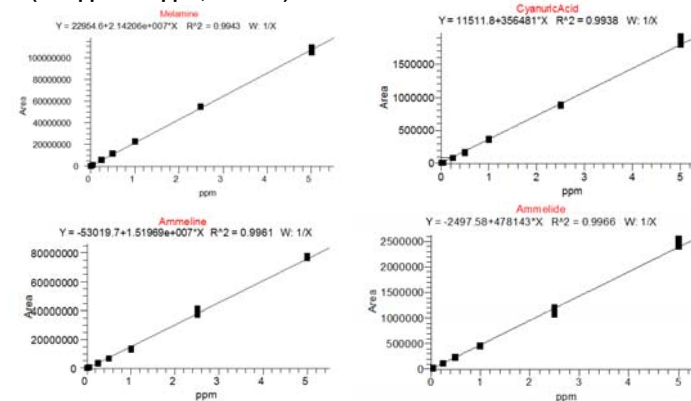 Melamine
Y = 22954.6+2.14206e+007*X R^2 = 0.9943 W: 1/X
Area
100000000
80000000
60000000
40000000
20000000
0
0 1 2 3 4 5
ppm
CyanuricAcid
Y = 11511.8+356481*X R^2 = 0.9938 W: 1/X
Area
1500000
1000000
500000
0
0 1 2 3 4 5
ppm
Ammeline
Y = -53019.7+1.51969e+007*X R^2 = 0.9961 W: 1/X
Area
80000000
60000000
40000000
20000000
0
0 1 2 3 4 5
ppm
Ammelide
Y = -2497.58+478143*X R^2 = 0.9966 W: 1/X
Area
2500000
2000000
1500000
1000000
500000
0
0 1 2 3 4 5
ppm